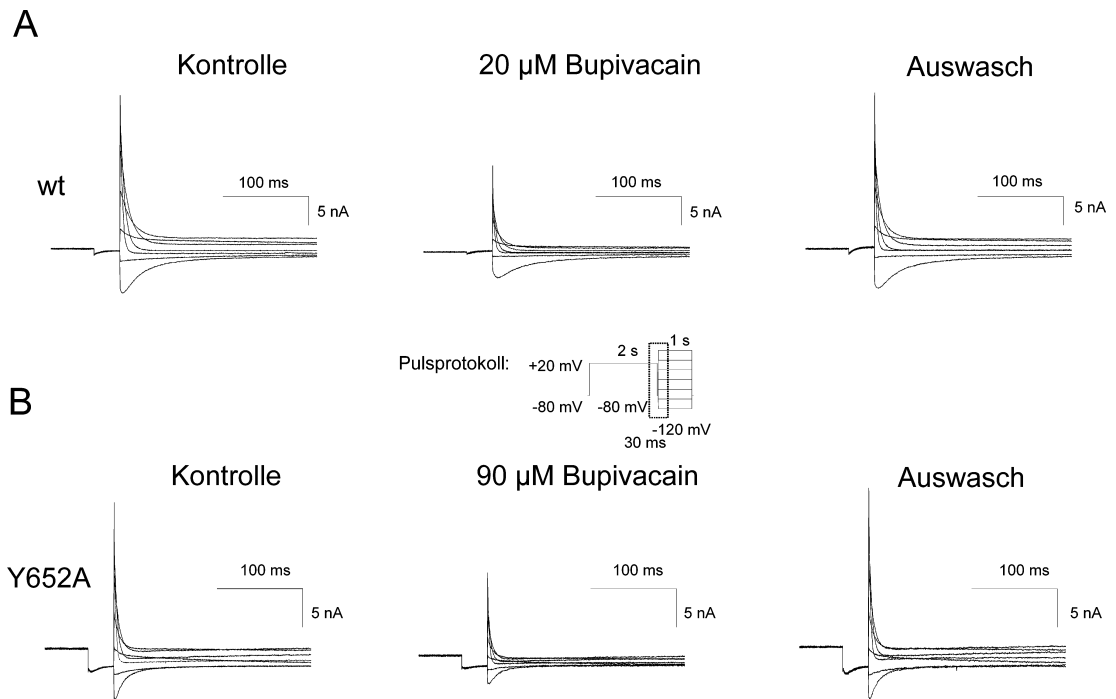 A
Kontrolle
20 µM Bupivacain
Auswasch
wt
100 ms
5 nA
100 ms
5 nA
100 ms
5 nA
Pulsprotokoll:
+20 mV
2 s
1 s
-80 mV
-80 mV
-120 mV
30 ms
B
Kontrolle
90 µM Bupivacain
Auswasch
Y652A
100 ms
5 nA
100 ms
5 nA
100 ms
5 nA